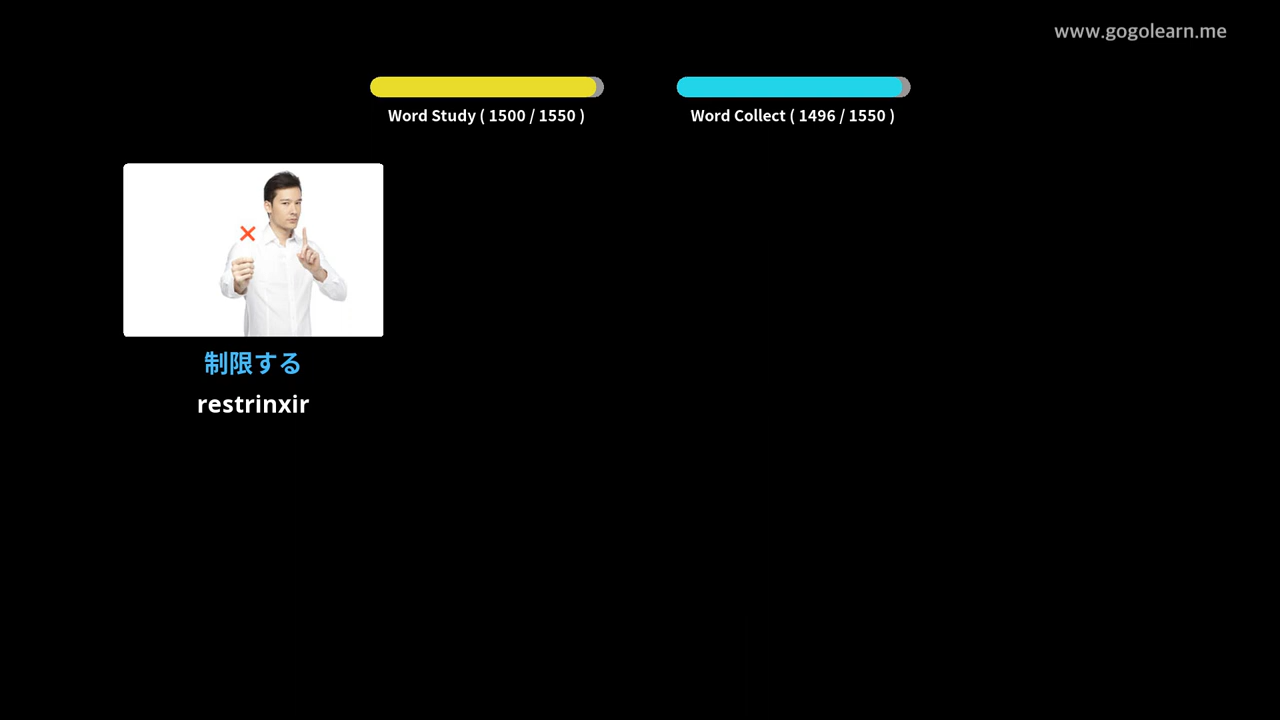 www.gogolearn.me
Word Study ( 1500 / 1550 )
Word Collect ( 1496 / 1550 )
制限する
restrinxir